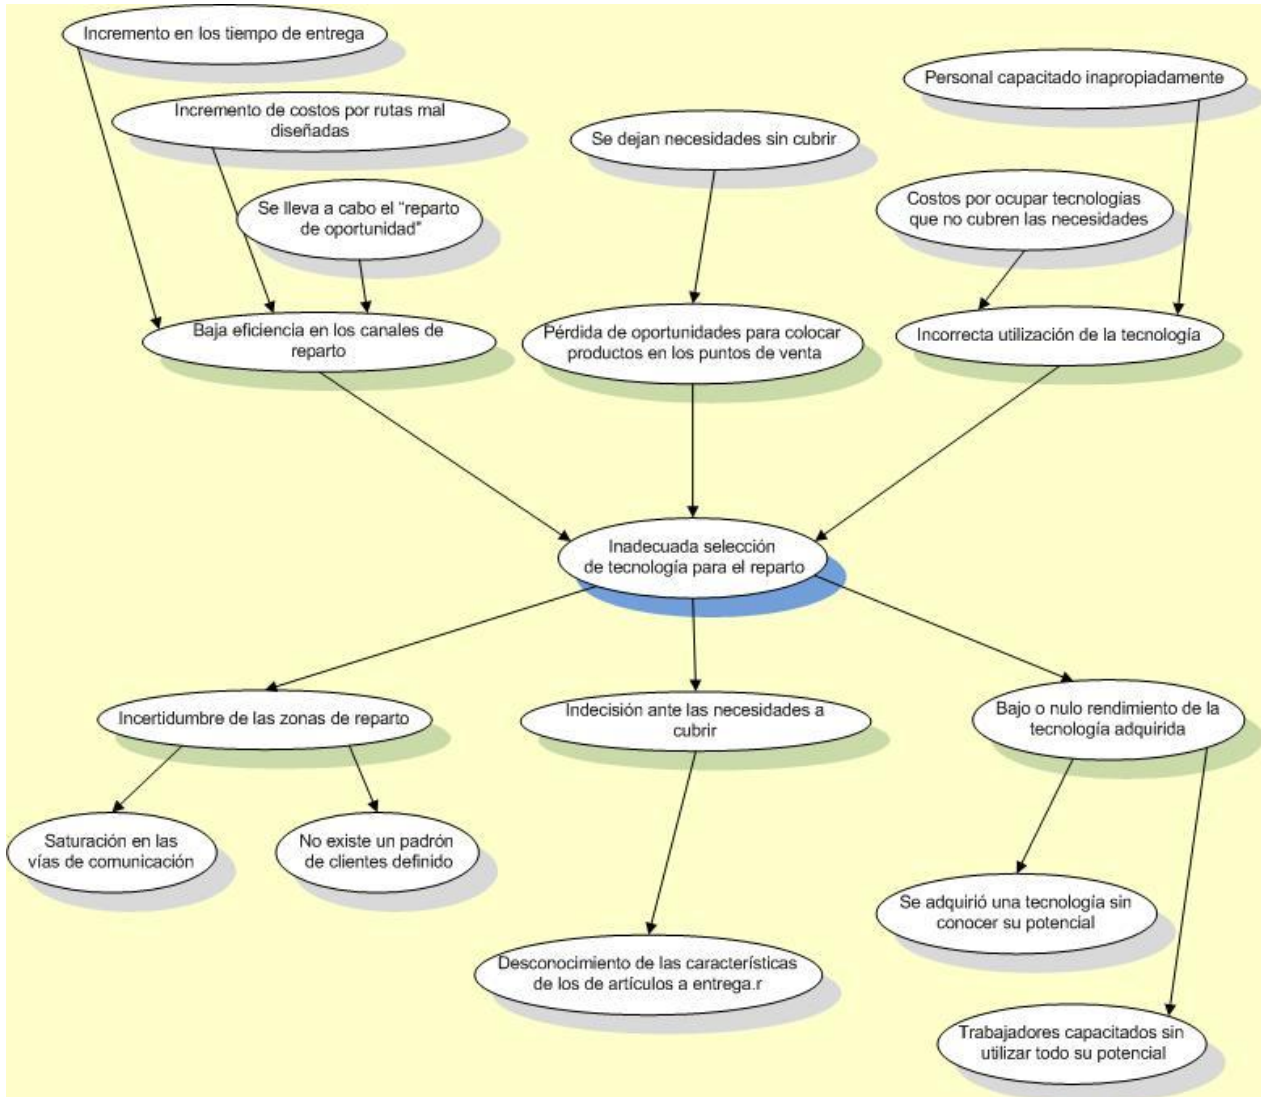 Incremento en los tiempo de entrega
Personal capacitado inapropiadamente
Incremento de costos por rutas mal
diseñadas
Se dejan necesidades sin cubrir
Se lleva a cabo el “reparto
de oportunidad”
Costos por ocupar tecnologías
que no cubren las necesidades
Baja eficiencia en los canales de
reparto
Pérdida de oportunidades para colocar
productos en los puntos de venta
Incorrecta utilización de la tecnología
Inadecuada selección
de tecnología para el reparto
Incertidumbre de las zonas de reparto
Indecisión ante las necesidades a
cubrir
Bajo o nulo rendimiento de la
tecnología adquirida
Saturación en las
vías de comunicación
No existe un padrón
de clientes definido
Se adquirió una tecnología sin
conocer su potencial
Desconocimiento de las características
de los de artículos a entrega.r
Trabajadores capacitados sin
utilizar todo su potencial